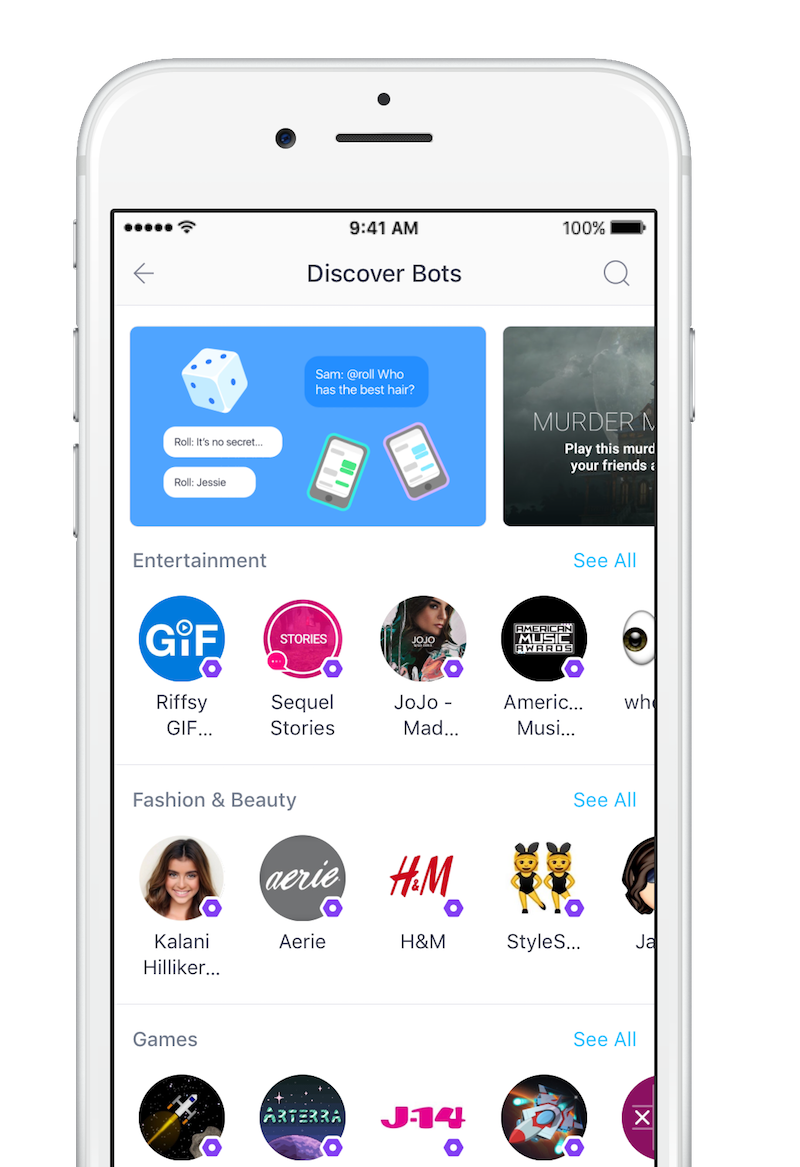 9:41 AM
100%
Discover Bots
Sam: @roll Who
has the best hair?
Roll: It's no secret...
Roll: Jessie
MURDER M
Play this murd
your friends a
Entertainment
See All
GIF
STORIES
JOJO
AMERICAN
MUSIC
AWARDS
Riffsy
GIF...
Sequel
Stories
JoJo -
Mad...
Americ...
Musi...
who
Fashion & Beauty
See All
aerie
H&M
Kalani
Hilliker...
Aerie
H&M
StyleS...
Ja
Games
See All
ARTERRA
J-14